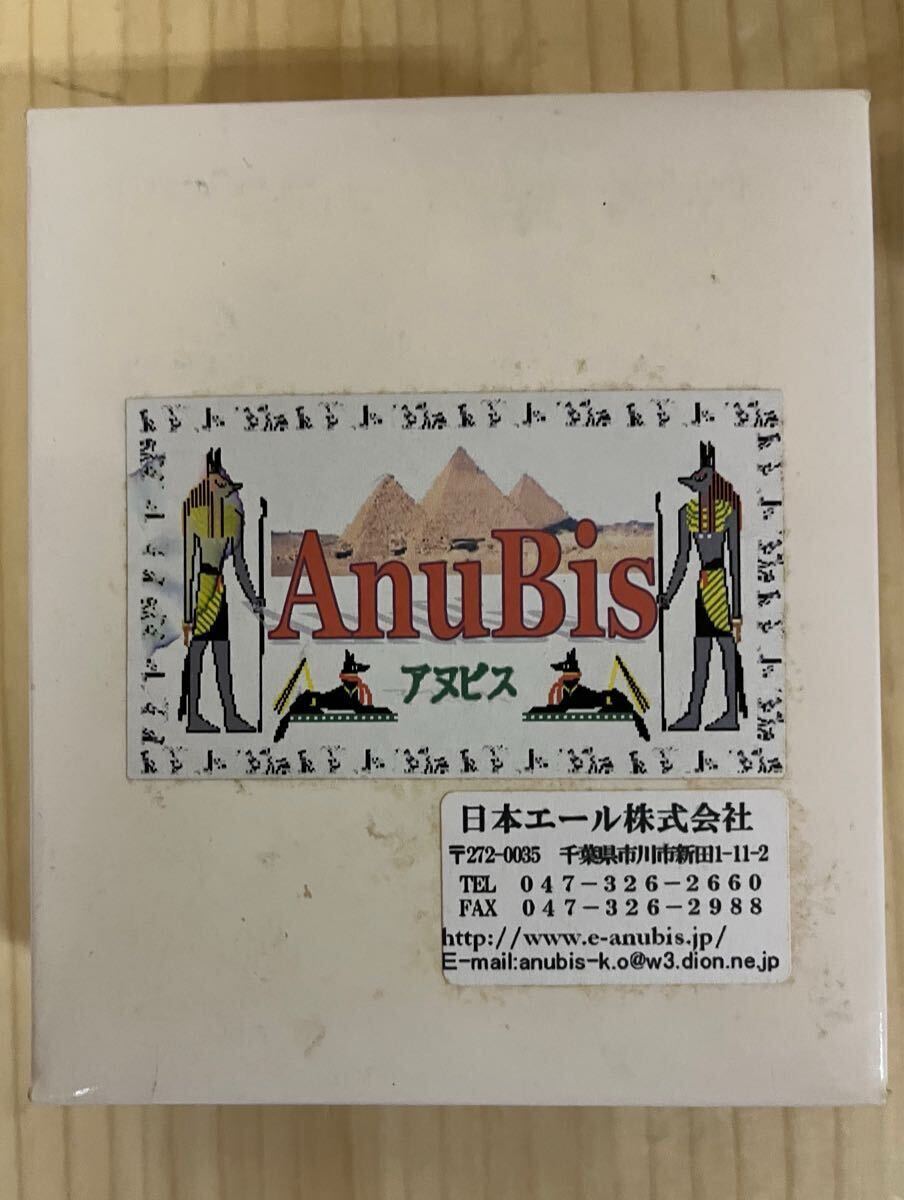 AnuBis
アヌビス
日本エール株式会社
〒272-0035 千葉県市川市新田1-11-2
TEL 047-326-2660
FAX 047-326-2988
http://www.e-anubis.jp/
E-mail:anubis-k.o@w3.dion.ne.jp